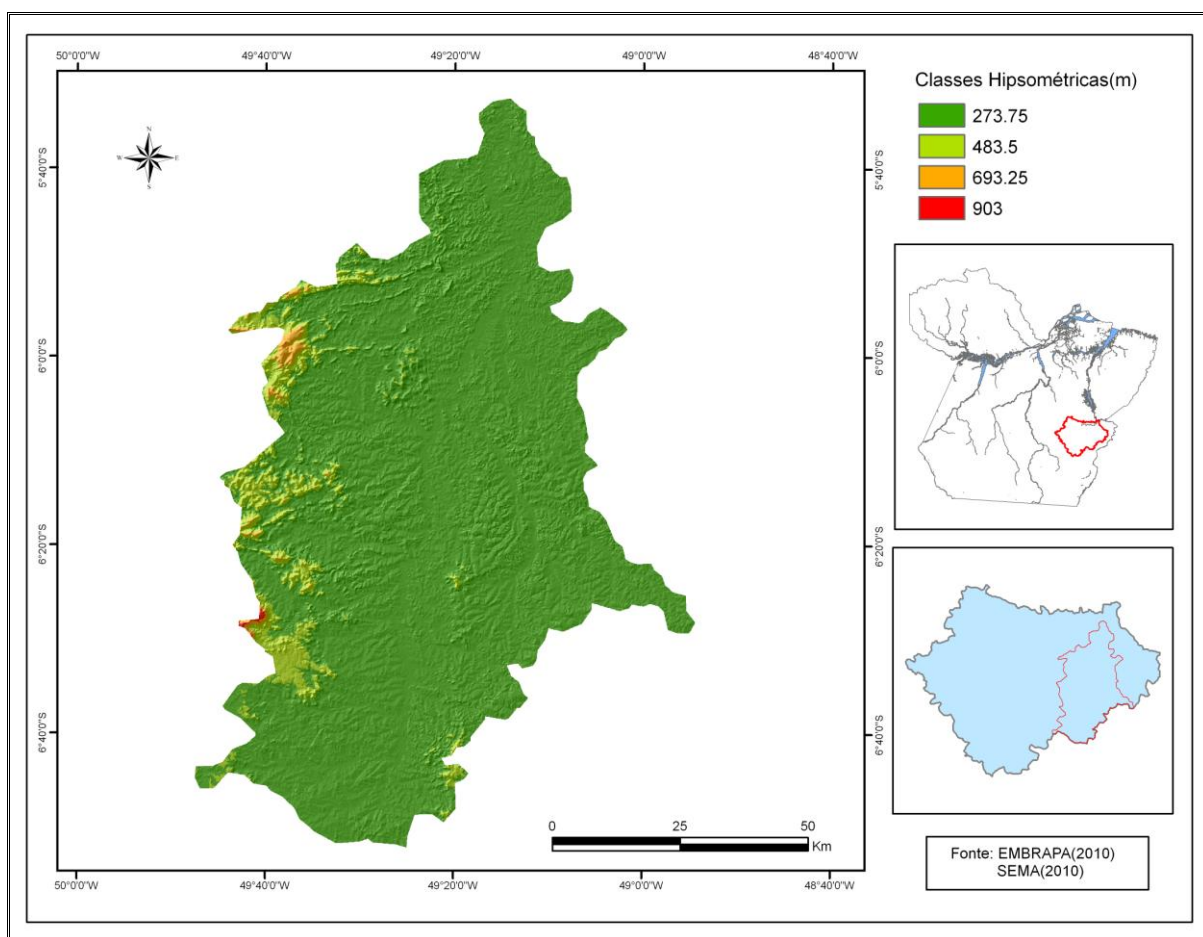 50°0'0"W 49°40'0"W 49°20'0"W 49°0'0"W 48°40'0"W
N
W E
S
5°40'0"S 5°40'0"S
6°0'0"S 6°0'0"S
6°20'0"S 6°20'0"S
6°40'0"S 6°40'0"S
0 25 50
Km
50°0'0"W 49°40'0"W 49°20'0"W 49°0'0"W 48°40'0"W
Classes Hipsométricas(m)
273.75
483.5
693.25
903
Fonte: EMBRAPA(2010)
SEMA(2010)